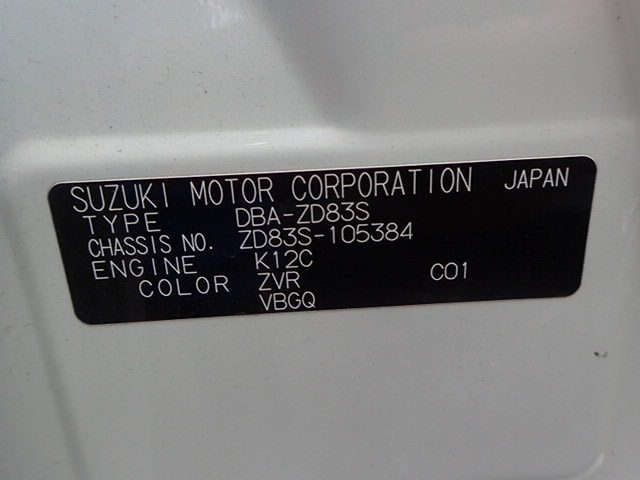 SUZUKI MOTOR CORPORATION JAPAN
TYPE DBA-ZD83S
CHASSIS NO. ZD83S-105384
ENGINE K12C
COLOR ZVR C01
VBGQ